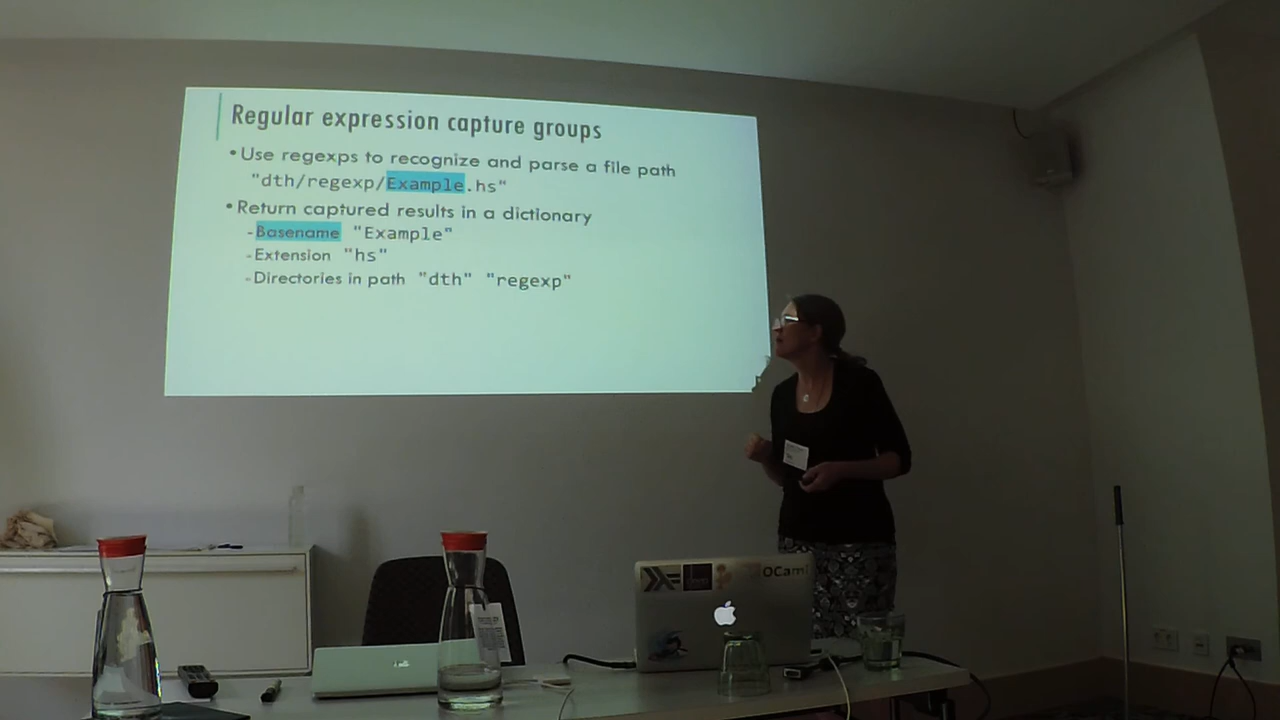 Regular expression capture groups
•Use regexps to recognize and parse a file path
"dth/regexp/Example.hs"
•Return captured results in a dictionary
-Basename "Example"
-Extension "hs"
-Directories in path "dth" "regexp"
OCaml